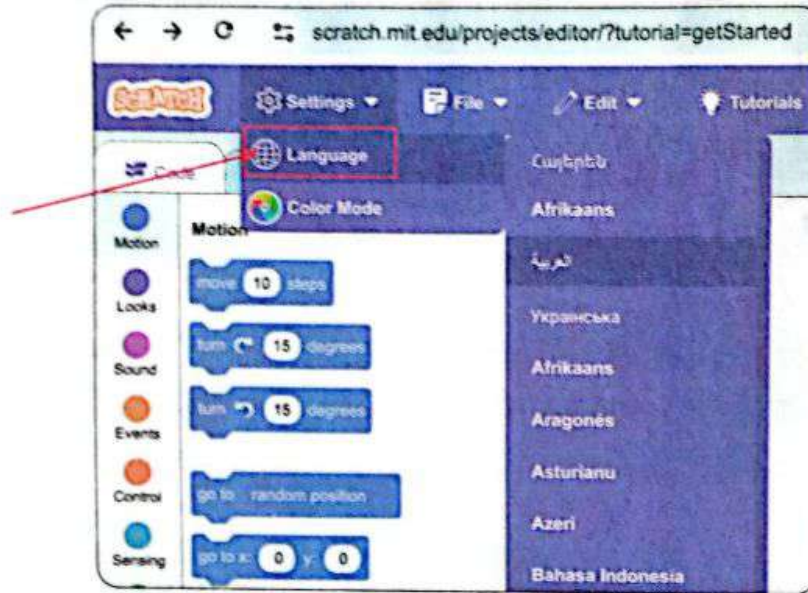 scratch.mit.edu/projects/editor/?tutorial=getStarted
SCRATCH Settings File Edit Tutorials
Language
Color Mode
Code
Motion
Looks
Sound
Events
Control
Sensing
Motion
move 10 steps
turn 15 degrees
turn 15 degrees
go to random position
go to x: 0 y: 0
Հայերեն
Afrikaans
العربية
Українська
Afrikaans
Aragonés
Asturianu
Azeri
Bahasa Indonesia